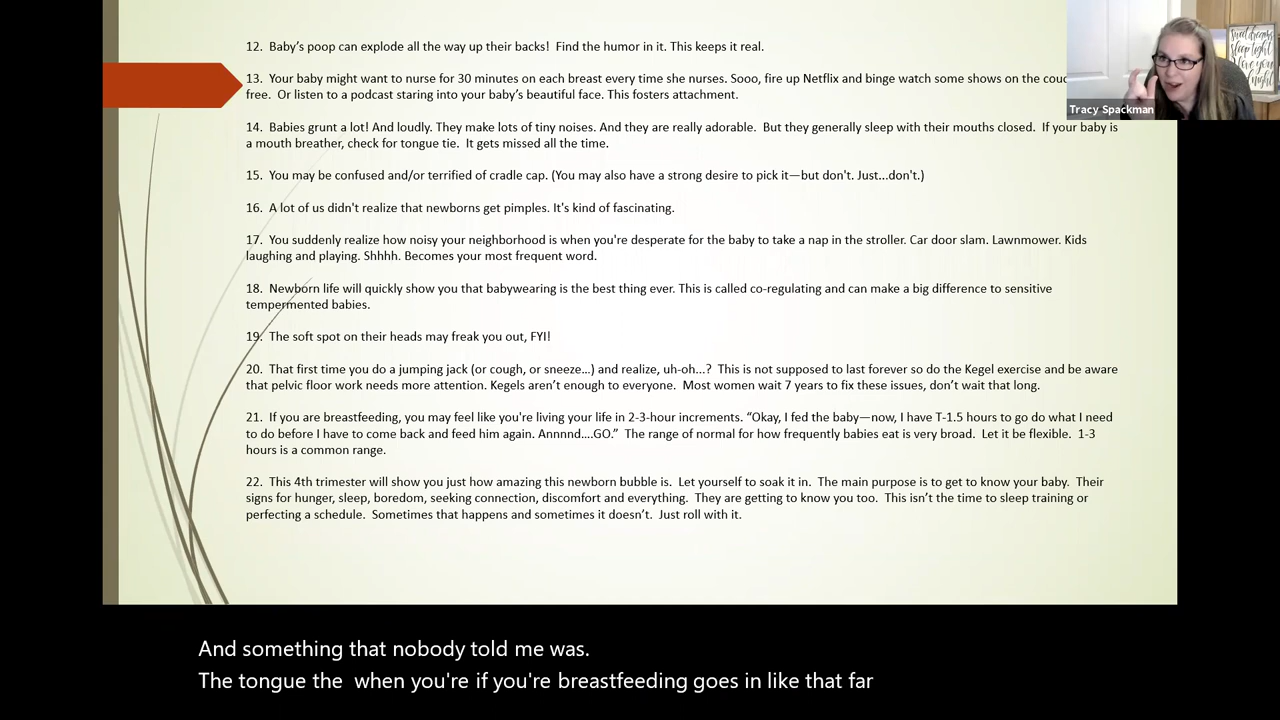 12. Baby's poop can explode all the way up their backs! Find the humor in it. This keeps it real.
13. Your baby might want to nurse for 30 minutes on each breast every time she nurses. Sooo, fire up Netflix and binge watch some shows on the
free. Or listen to a podcast staring into your baby's beautiful face. This fosters attachment.
14. Babies grunt a lot! And loudly. They make lots of tiny noises. And they are really adorable. But they generally sleep with their mouths closed. If your baby is
a mouth breather, check for tongue tie. It gets missed all the time.
15. You may be confused and/or terrified of cradle cap. (You may also have a strong desire to pick it—but don't. Just...don't.)
16. A lot of us didn't realize that newborns get pimples. It's kind of fascinating.
17. You suddenly realize how noisy your neighborhood is when you're desperate for the baby to take a nap in the stroller. Car door slam. Lawnmower. Kids
laughing and playing. Shhhh. Becomes your most frequent word.
18. Newborn life will quickly show you that babywearing is the best thing ever. This is called co-regulating and can make a big difference to sensitive
tempermented babies.
19. The soft spot on their heads may freak you out, FYI!
20. That first time you do a jumping jack (or cough, or sneeze…) and realize, uh-oh...? This is not supposed to last forever so do the Kegel exercise and be aware
that pelvic floor work needs more attention. Kegels aren't enough to everyone. Most women wait 7 years to fix these issues, don't wait that long.
21. If you are breastfeeding, you may feel like you're living your life in 2-3-hour increments. “Okay, I fed the baby—now, I have T-1.5 hours to go do what I need
to do before I have to come back and feed him again. Annnnd….GO.” The range of normal for how frequently babies eat is very broad. Let it be flexible. 1-3
hours is a common range.
22. This 4th trimester will show you just how amazing this newborn bubble is. Let yourself to soak it in. The main purpose is to get to know your baby. Their
signs for hunger, sleep, boredom, seeking connection, discomfort and everything. They are getting to know you too. This isn't the time to sleep training or
perfecting a schedule. Sometimes that happens and sometimes it doesn't. Just roll with it.
sweet dreams
sleep tight
love you
Tracy Spackman
And something that nobody told me was.
The tongue the when you're if you're breastfeeding goes in like that far